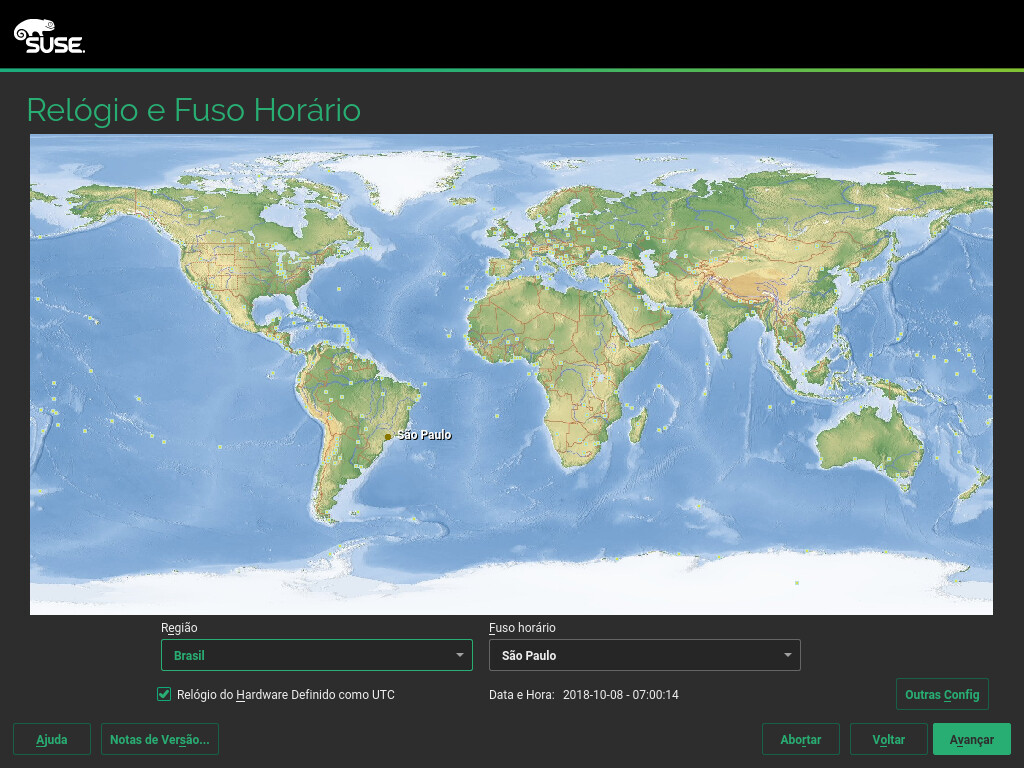 SUSE.
Relógio e Fuso Horário
São Paulo
Região
Fuso horário
Brasil
São Paulo
Relógio do Hardware Definido como UTC
Data e Hora: 2018-10-08 - 07:00:14
Outras Config
Ajuda
Notas de Versão...
Abortar
Voltar
Avançar